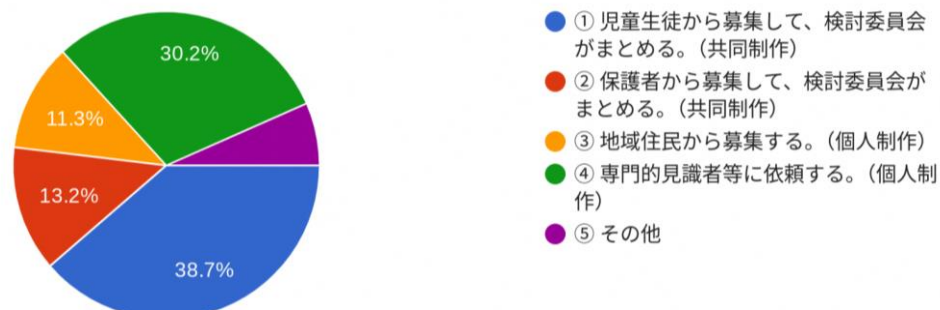 30.2%
11.3%
13.2%
38.7%
① 児童生徒から募集して、検討委員会
がまとめる。（共同制作）
② 保護者から募集して、検討委員会が
まとめる。（共同制作）
③ 地域住民から募集する。（個人制作）
④ 専門的見識者等に依頼する。（個人制
作）
⑤ その他